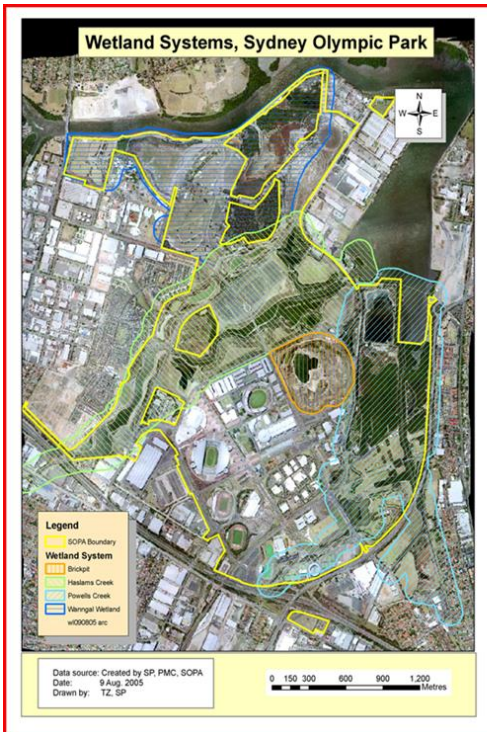 Wetland Systems, Sydney Olympic Park
N
W E
S
Legend
SOPA Boundary
Wetland System
Brickpit
Haslams Creek
Powells Creek
Wanngal Wetland
wl090805 arc
Data source: Created by SP, PMC, SOPA
Date: 9 Aug. 2005
Drawn by: TZ, SP
0 150 300 600 900 1,200
Metres